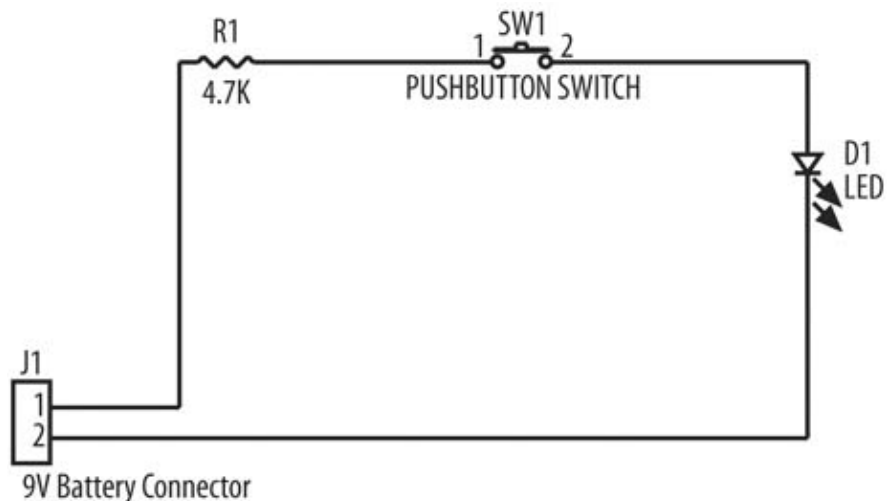 SW1
R1
1 2
4.7K
PUSHBUTTON SWITCH
D1
LED
J1
1
2
9V Battery Connector